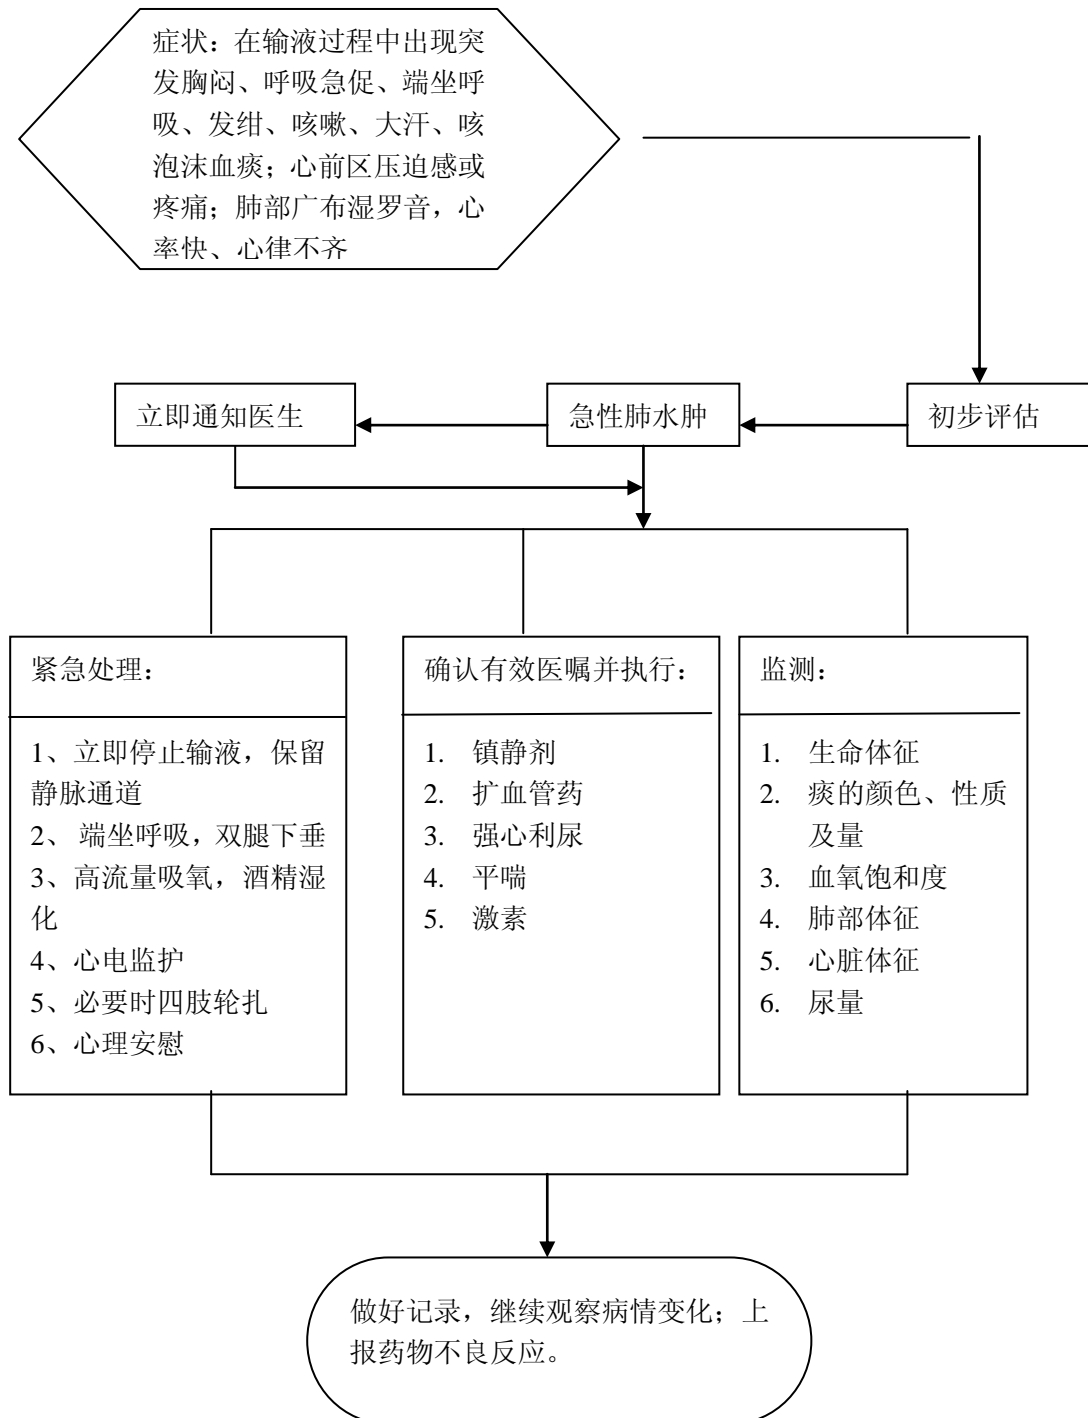 症状：在输液过程中出现突
发胸闷、呼吸急促、端坐呼
吸、发绀、咳嗽、大汗、咳
泡沫血痰；心前区压迫感或
疼痛；肺部广布湿罗音，心
率快、心律不齐
立即通知医生
急性肺水肿
初步评估
紧急处理：
1、立即停止输液，保留
静脉通道
2、 端坐呼吸，双腿下垂
3、高流量吸氧，酒精湿
化
4、心电监护
5、必要时四肢轮扎
6、心理安慰
确认有效医嘱并执行：
1. 镇静剂
2. 扩血管药
3. 强心利尿
4. 平喘
5. 激素
监测：
1. 生命体征
2. 痰的颜色、性质
及量
3. 血氧饱和度
4. 肺部体征
5. 心脏体征
6. 尿量
做好记录，继续观察病情变化；上
报药物不良反应。